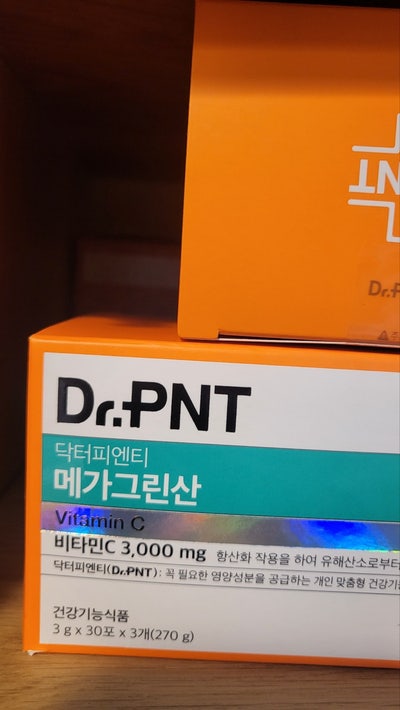 Dr.PNT
닥터피엔티
메가그린산
Vitamin C
비타민C 3,000 mg 항산화 작용을 하여 유해산소로부터
닥터피엔티(Dr.PNT) : 꼭 필요한 영양성분을 공급하는 개인 맞춤형 건강기
건강기능식품
3 g x 30포 x 3개(270 g)